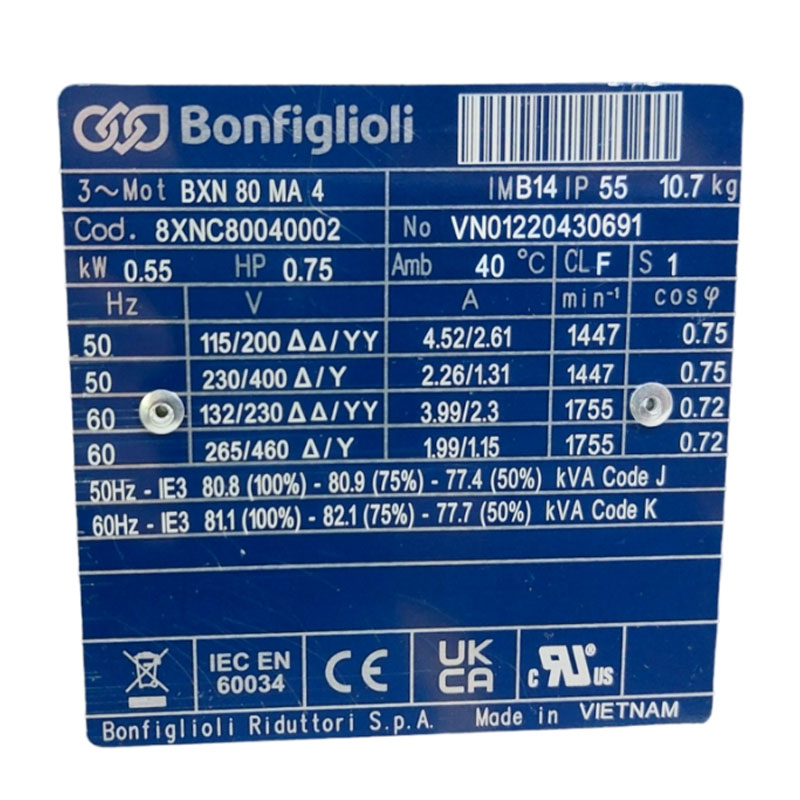 Bonfiglioli
3~Mot BXN 80 MA 4 IM B14 IP 55 10.7 kg
Cod. 8XNC80040002 No VN01220430691
kW 0.55 HP 0.75 Amb 40 °C CL F S 1
Hz V A min⁻¹ cosφ
50 115/200 ΔΔ/YY 4.52/2.61 1447 0.75
50 230/400 Δ/Y 2.26/1.31 1447 0.75
60 132/230 ΔΔ/YY 3.99/2.3 1755 0.72
60 265/460 Δ/Y 1.99/1.15 1755 0.72
50Hz - IE3 80.8 (100%) - 80.9 (75%) - 77.4 (50%) kVA Code J
60Hz - IE3 81.1 (100%) - 82.1 (75%) - 77.7 (50%) kVA Code K
IEC EN
60034
CE
UK
CA
c RU ® US
Bonfiglioli Riduttori S.p.A. Made in VIETNAM